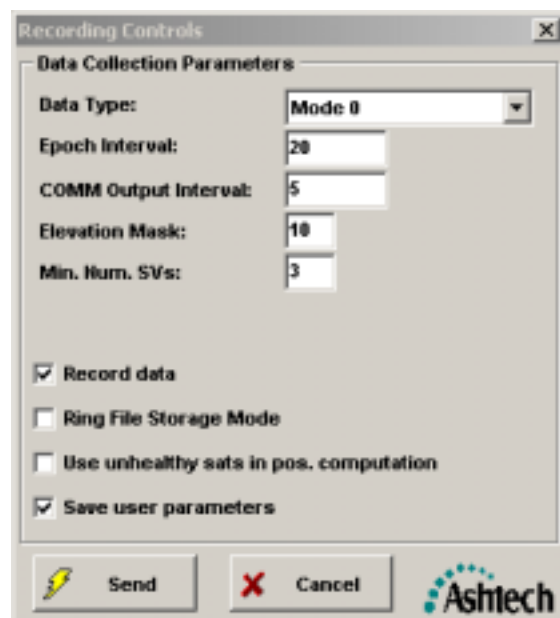 Recording Controls
Data Collection Parameters
Data Type: Mode 0
Epoch Interval: 20
COMM Output Interval: 5
Elevation Mask: 10
Min. Num. SVs: 3
Record data
Ring File Storage Mode
Use unhealthy sats in pos. computation
Save user parameters
Send Cancel Ashtech